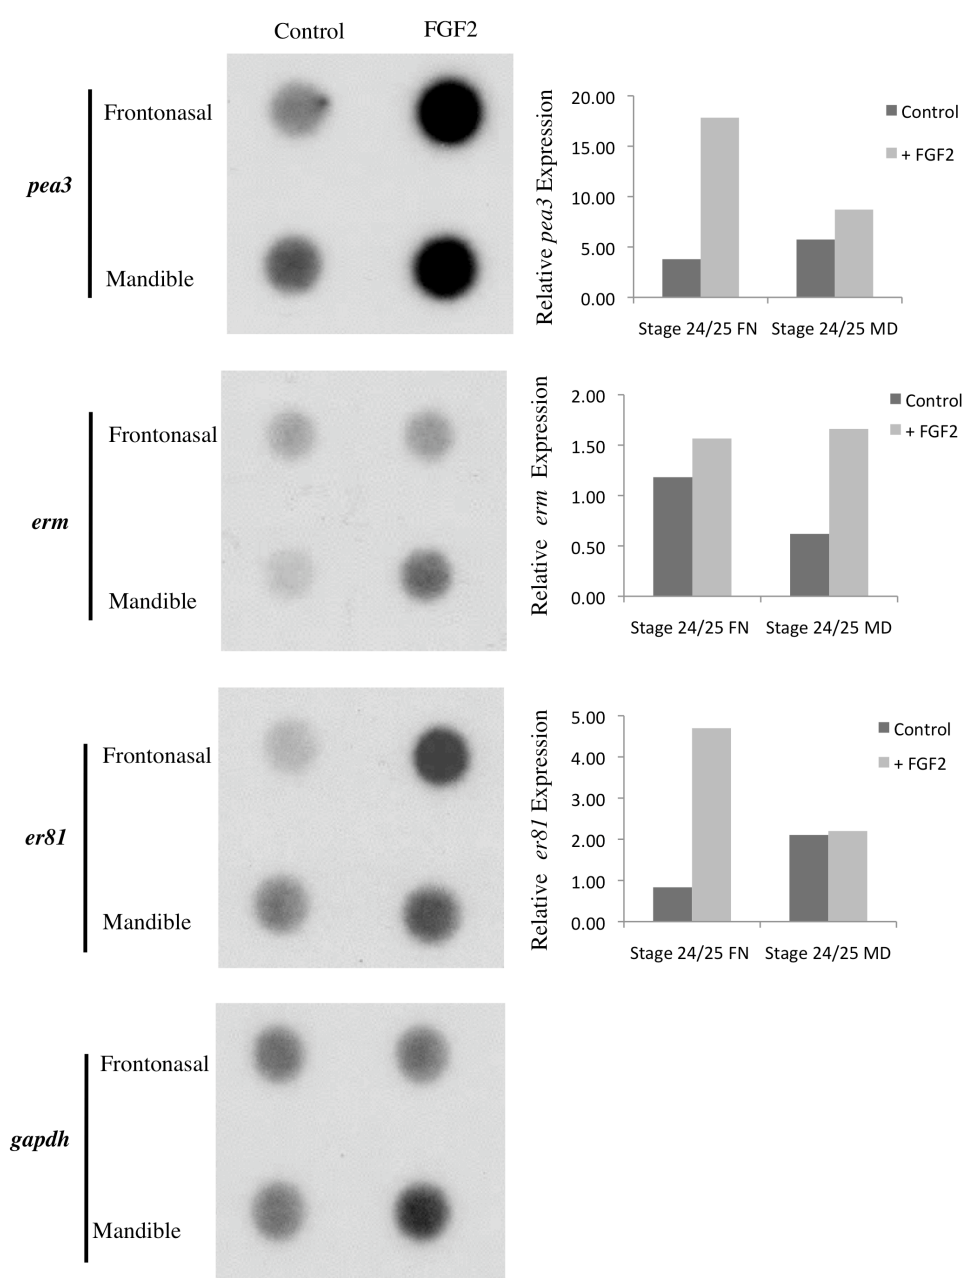 Control FGF2
Frontonasal
pea3
Mandible
Relative pea3 Expression
20.00
15.00
10.00
5.00
0.00
Stage 24/25 FN Stage 24/25 MD
Control
+ FGF2
Frontonasal
erm
Mandible
Relative erm Expression
2.00
1.50
1.00
0.50
0.00
Stage 24/25 FN Stage 24/25 MD
Control
+ FGF2
Frontonasal
er81
Mandible
Relative er81 Expression
5.00
4.00
3.00
2.00
1.00
0.00
Stage 24/25 FN Stage 24/25 MD
Control
+ FGF2
Frontonasal
gapdh
Mandible